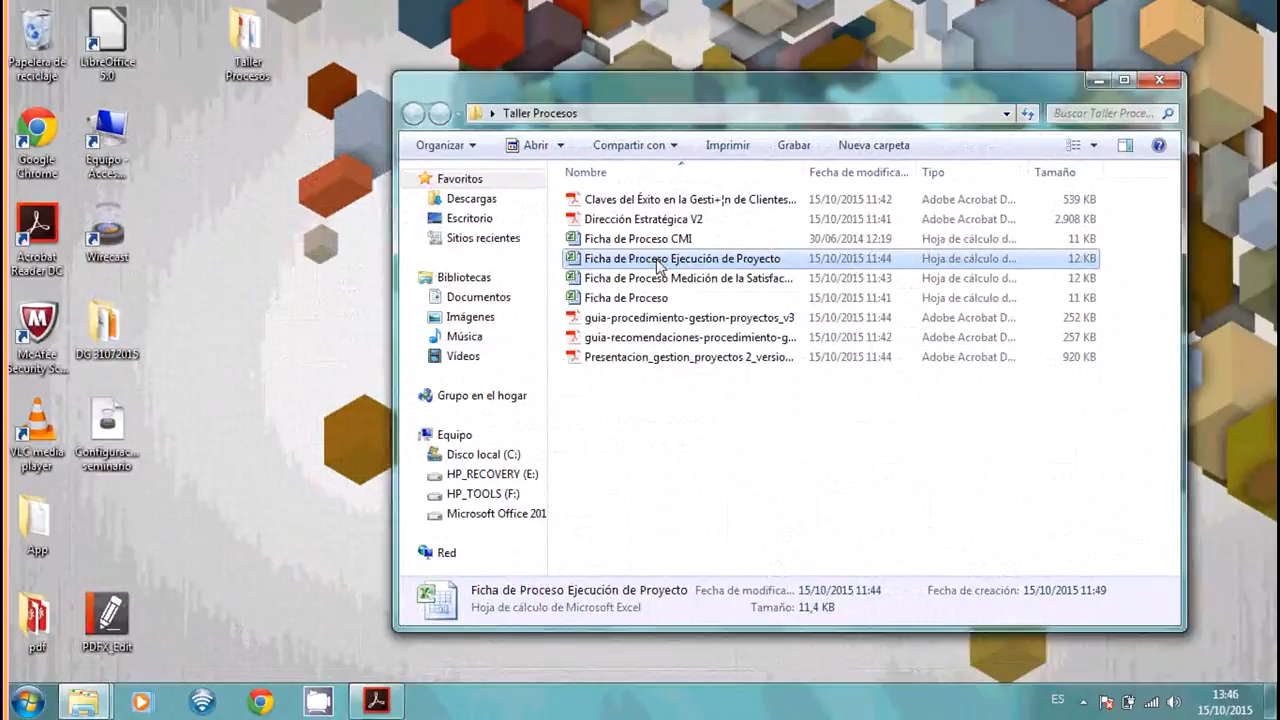 Papelera de
reciclaje
LibreOffice
5.0
Taller
Procesos
Google
Chrome
Equipo -
Acces...
Acrobat
Reader DC
Wirecast
McAfee
Security Sc...
DG 31072015
VLC media
player
Configurac...
seminario
App
pdf
PDFX_Edit
Taller Procesos
Buscar Taller Proce...
Organizar
Abrir
Compartir con
Imprimir
Grabar
Nueva carpeta
Favoritos
Descargas
Escritorio
Sitios recientes
Bibliotecas
Documentos
Imágenes
Música
Vídeos
Grupo en el hogar
Equipo
Disco local (C:)
HP_RECOVERY (E:)
HP_TOOLS (F:)
Microsoft Office 201
Red
Nombre Fecha de modifica... Tipo Tamaño
Claves del Éxito en la Gesti+¦n de Clientes... 15/10/2015 11:42 Adobe Acrobat D... 539 KB
Dirección Estratégica V2 15/10/2015 11:41 Adobe Acrobat D... 2.908 KB
Ficha de Proceso CMI 30/06/2014 12:19 Hoja de cálculo d... 11 KB
Ficha de Proceso Ejecución de Proyecto 15/10/2015 11:44 Hoja de cálculo d... 12 KB
Ficha de Proceso Medición de la Satisfac... 15/10/2015 11:43 Hoja de cálculo d... 12 KB
Ficha de Proceso 15/10/2015 11:41 Hoja de cálculo d... 11 KB
guia-procedimiento-gestion-proyectos_v3 15/10/2015 11:44 Adobe Acrobat D... 252 KB
guia-recomendaciones-procedimiento-g... 15/10/2015 11:42 Adobe Acrobat D... 257 KB
Presentacion_gestion_proyectos 2_versio... 15/10/2015 11:44 Adobe Acrobat D... 920 KB
Ficha de Proceso Ejecución de Proyecto Fecha de modifica... 15/10/2015 11:44 Fecha de creación: 15/10/2015 11:49
Hoja de cálculo de Microsoft Excel Tamaño: 11,4 KB
ES
13:46
15/10/2015